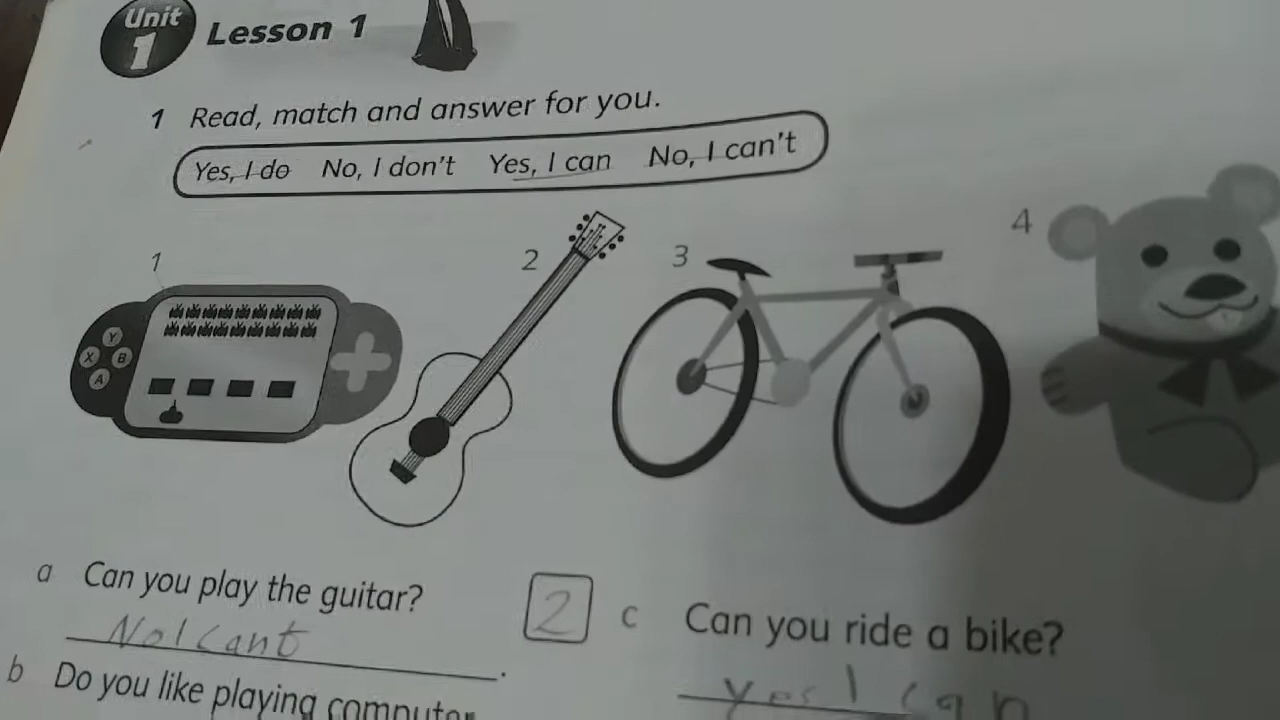 Unit 1 Lesson 1
1 Read, match and answer for you.
Yes, I do No, I don't Yes, I can No, I can't
1
2
3
4
Y
X B
A
a Can you play the guitar? 2
No I cant .
b Do you like playing computer
c Can you ride a bike?
yes I can